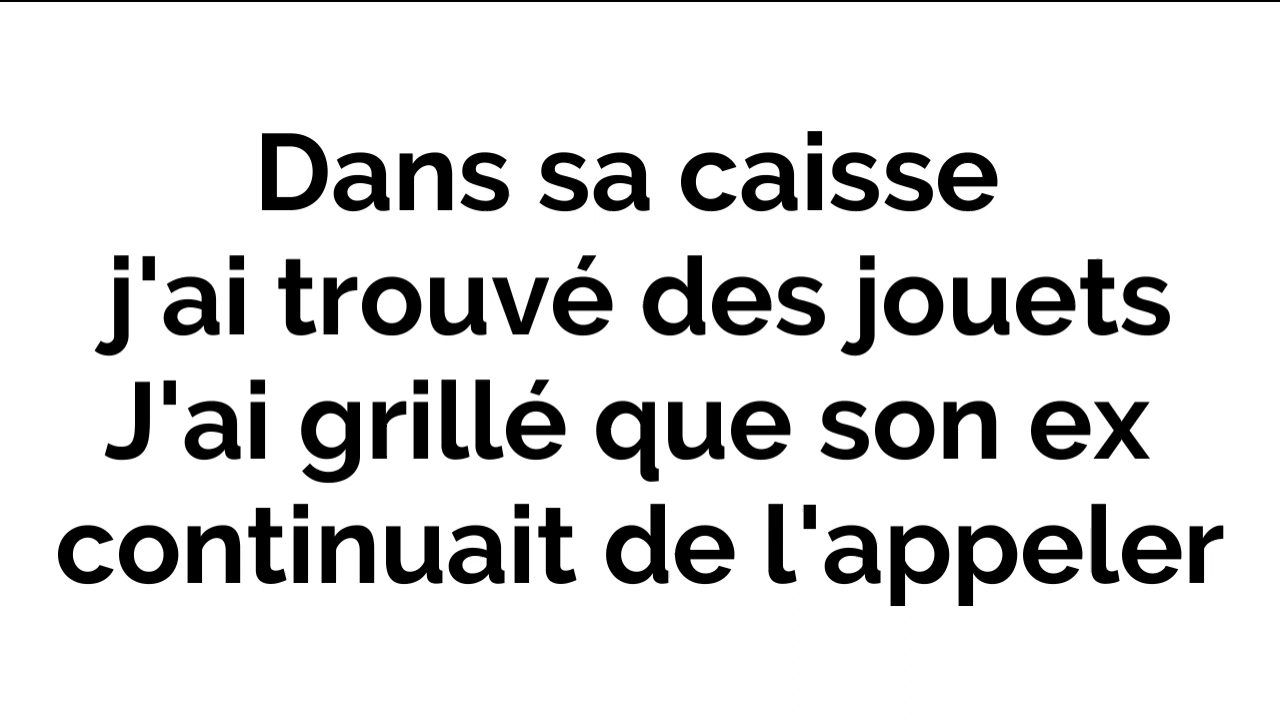 Dans sa caisse
j'ai trouvé des jouets
J'ai grillé que son ex
continuait de l'appeler